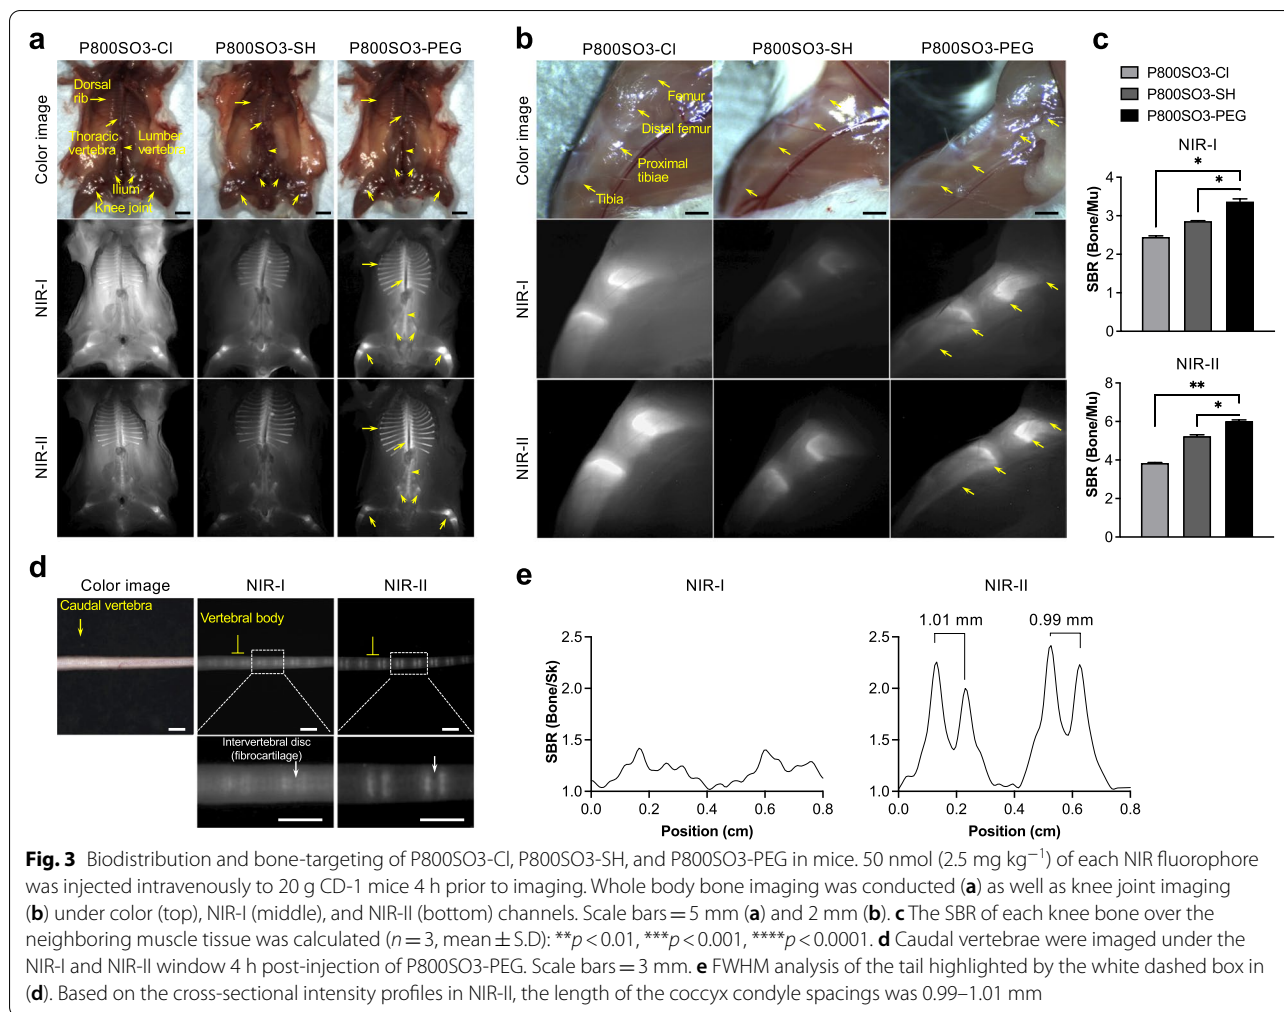 a
P800SO3-Cl P800SO3-SH P800SO3-PEG
Color image
Dorsal
rib
Thoracic
vertebra
Lumber
vertebra
Ilium
Knee joint
NIR-I
NIR-II
b
P800SO3-Cl P800SO3-SH P800SO3-PEG
Color image
Femur
Distal femur
Proximal
tibiae
Tibia
NIR-I
NIR-II
c
P800SO3-Cl
P800SO3-SH
P800SO3-PEG
NIR-I
SBR (Bone/Mu)
4
3
2
1
0
*
*
NIR-II
SBR (Bone/Mu)
8
6
4
2
0
**
*
d
Color image NIR-I NIR-II
Caudal vertebra
Vertebral body
Intervertebral disc
(fibrocartilage)
e
NIR-I
SBR (Bone/Sk)
2.5
2.0
1.5
1.0
0.0 0.2 0.4 0.6 0.8
Position (cm)
NIR-II
1.01 mm 0.99 mm
2.5
2.0
1.5
1.0
0.0 0.2 0.4 0.6 0.8
Position (cm)
Fig. 3 Biodistribution and bone-targeting of P800SO3-Cl, P800SO3-SH, and P800SO3-PEG in mice. 50 nmol (2.5 mg kg⁻¹) of each NIR fluorophore
was injected intravenously to 20 g CD-1 mice 4 h prior to imaging. Whole body bone imaging was conducted (a) as well as knee joint imaging
(b) under color (top), NIR-I (middle), and NIR-II (bottom) channels. Scale bars = 5 mm (a) and 2 mm (b). c The SBR of each knee bone over the
neighboring muscle tissue was calculated (n = 3, mean ± S.D): **p < 0.01, ***p < 0.001, ****p < 0.0001. d Caudal vertebrae were imaged under the
NIR-I and NIR-II window 4 h post-injection of P800SO3-PEG. Scale bars = 3 mm. e FWHM analysis of the tail highlighted by the white dashed box in
(d). Based on the cross-sectional intensity profiles in NIR-II, the length of the coccyx condyle spacings was 0.99–1.01 mm